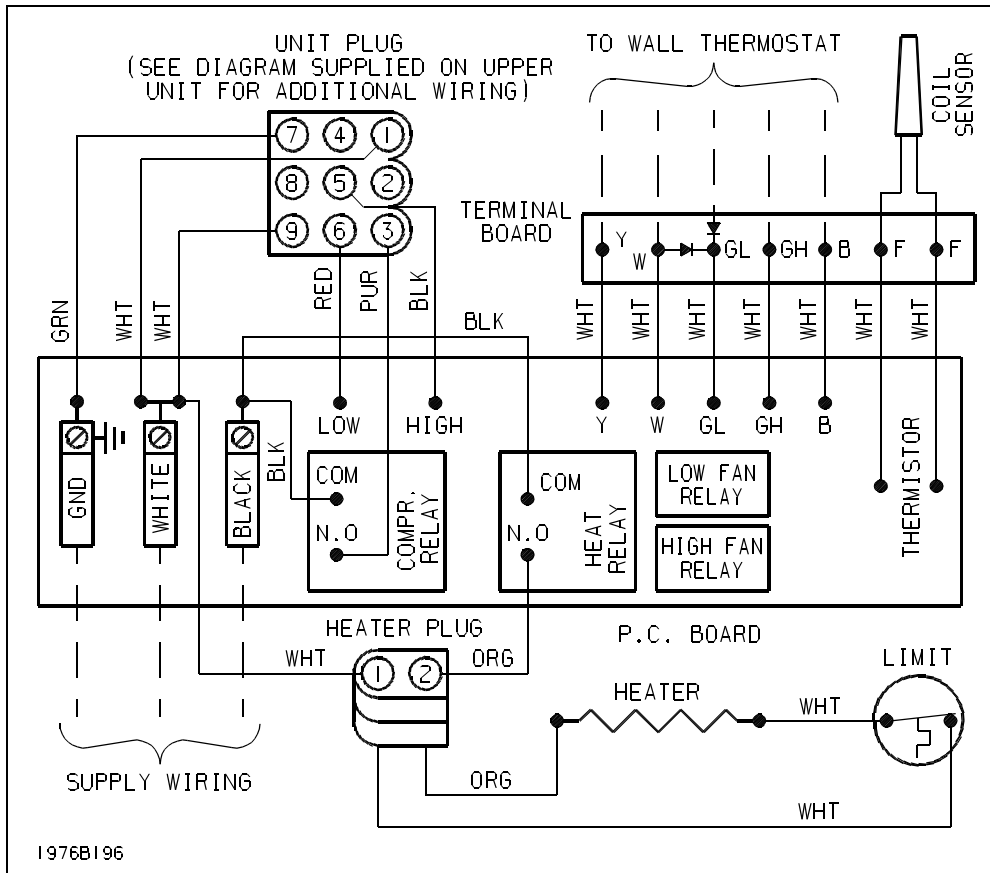 UNIT PLUG
(SEE DIAGRAM SUPPLIED ON UPPER
UNIT FOR ADDITIONAL WIRING)
TO WALL THERMOSTAT
COIL
SENSOR
7 4 1
8 5 2
9 6 3
TERMINAL
BOARD
Y
W
GL
GH
B
F
F
GRN
WHT
WHT
RED
PUR
BLK
BLK
WHT
WHT
WHT
WHT
WHT
WHT
WHT
LOW
HIGH
Y
W
GL
GH
B
GND
WHITE
BLACK
BLK
COM
N.O
COMPR.
RELAY
COM
N.O
HEAT
RELAY
LOW FAN
RELAY
HIGH FAN
RELAY
THERMISTOR
HEATER PLUG
P.C. BOARD
WHT
1 2
ORG
LIMIT
HEATER
WHT
SUPPLY WIRING
ORG
WHT
1976B196